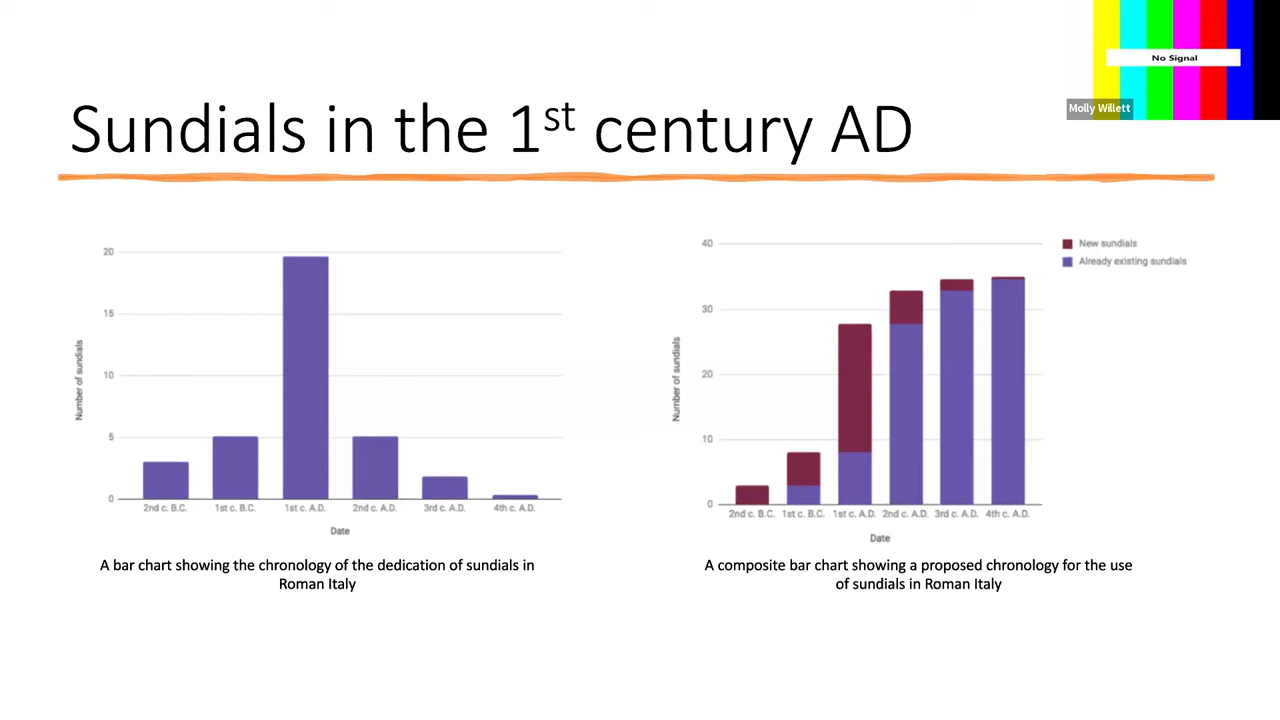 No Signal
Molly Willett
Sundials in the 1st century AD
20
15
10
5
0
Number of sundials
2nd c. B.C. 1st c. B.C. 1st c. A.D. 2nd c. A.D. 3rd c. A.D. 4th c. A.D.
Date
A bar chart showing the chronology of the dedication of sundials in
Roman Italy
40
30
20
10
0
Number of sundials
2nd c. B.C. 1st c. B.C. 1st c. A.D. 2nd c. A.D. 3rd c. A.D. 4th c. A.D.
Date
New sundials
Already existing sundials
A composite bar chart showing a proposed chronology for the use
of sundials in Roman Italy